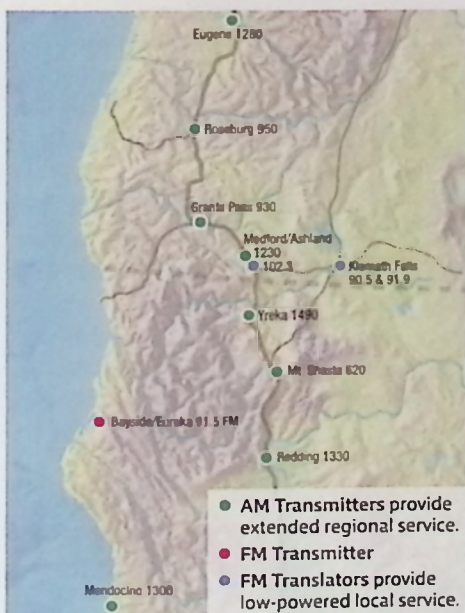 Eugene 1280
Roseburg 950
Grants Pass 930
Medford/Ashland
1230
102.3
Klamath Falls
90.5 & 91.9
Yreka 1490
Mt. Shasta 620
Bayside/Eureka 91.5 FM
Redding 1330
AM Transmitters provide
extended regional service.
FM Transmitter
FM Translators provide
low-powered local service.
Mendocino 1300